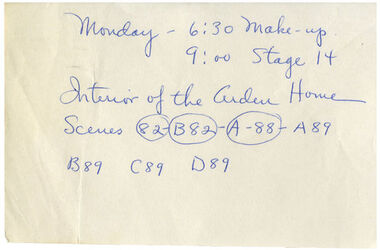 Monday - 6:30 Make-up.
9:00 Stage 14
Interior of the Arden Home
Scenes 82-B82-A-88-A89
B89 C89 D89